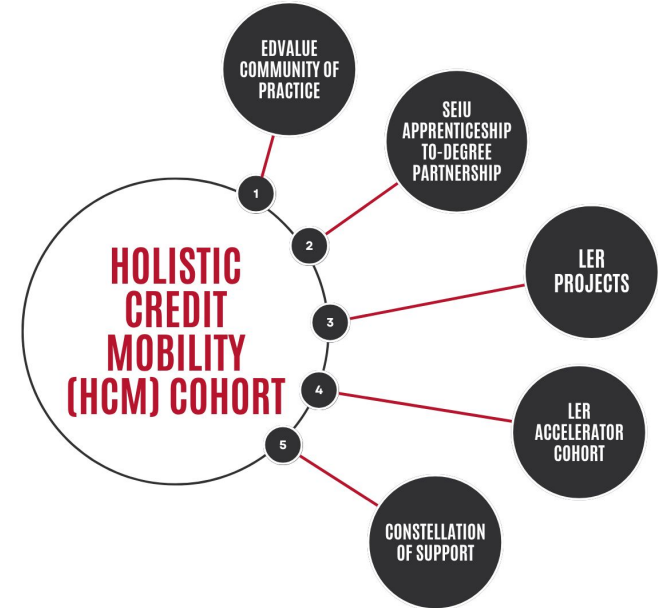 EDVALUE
COMMUNITY OF
PRACTICE
SEIU
APPRENTICESHIP
TO-DEGREE
PARTNERSHIP
1
2
LER
PROJECTS
HOLISTIC
CREDIT
MOBILITY
(HCM) COHORT
3
4
LER
ACCELERATOR
COHORT
5
CONSTELLATION
OF SUPPORT